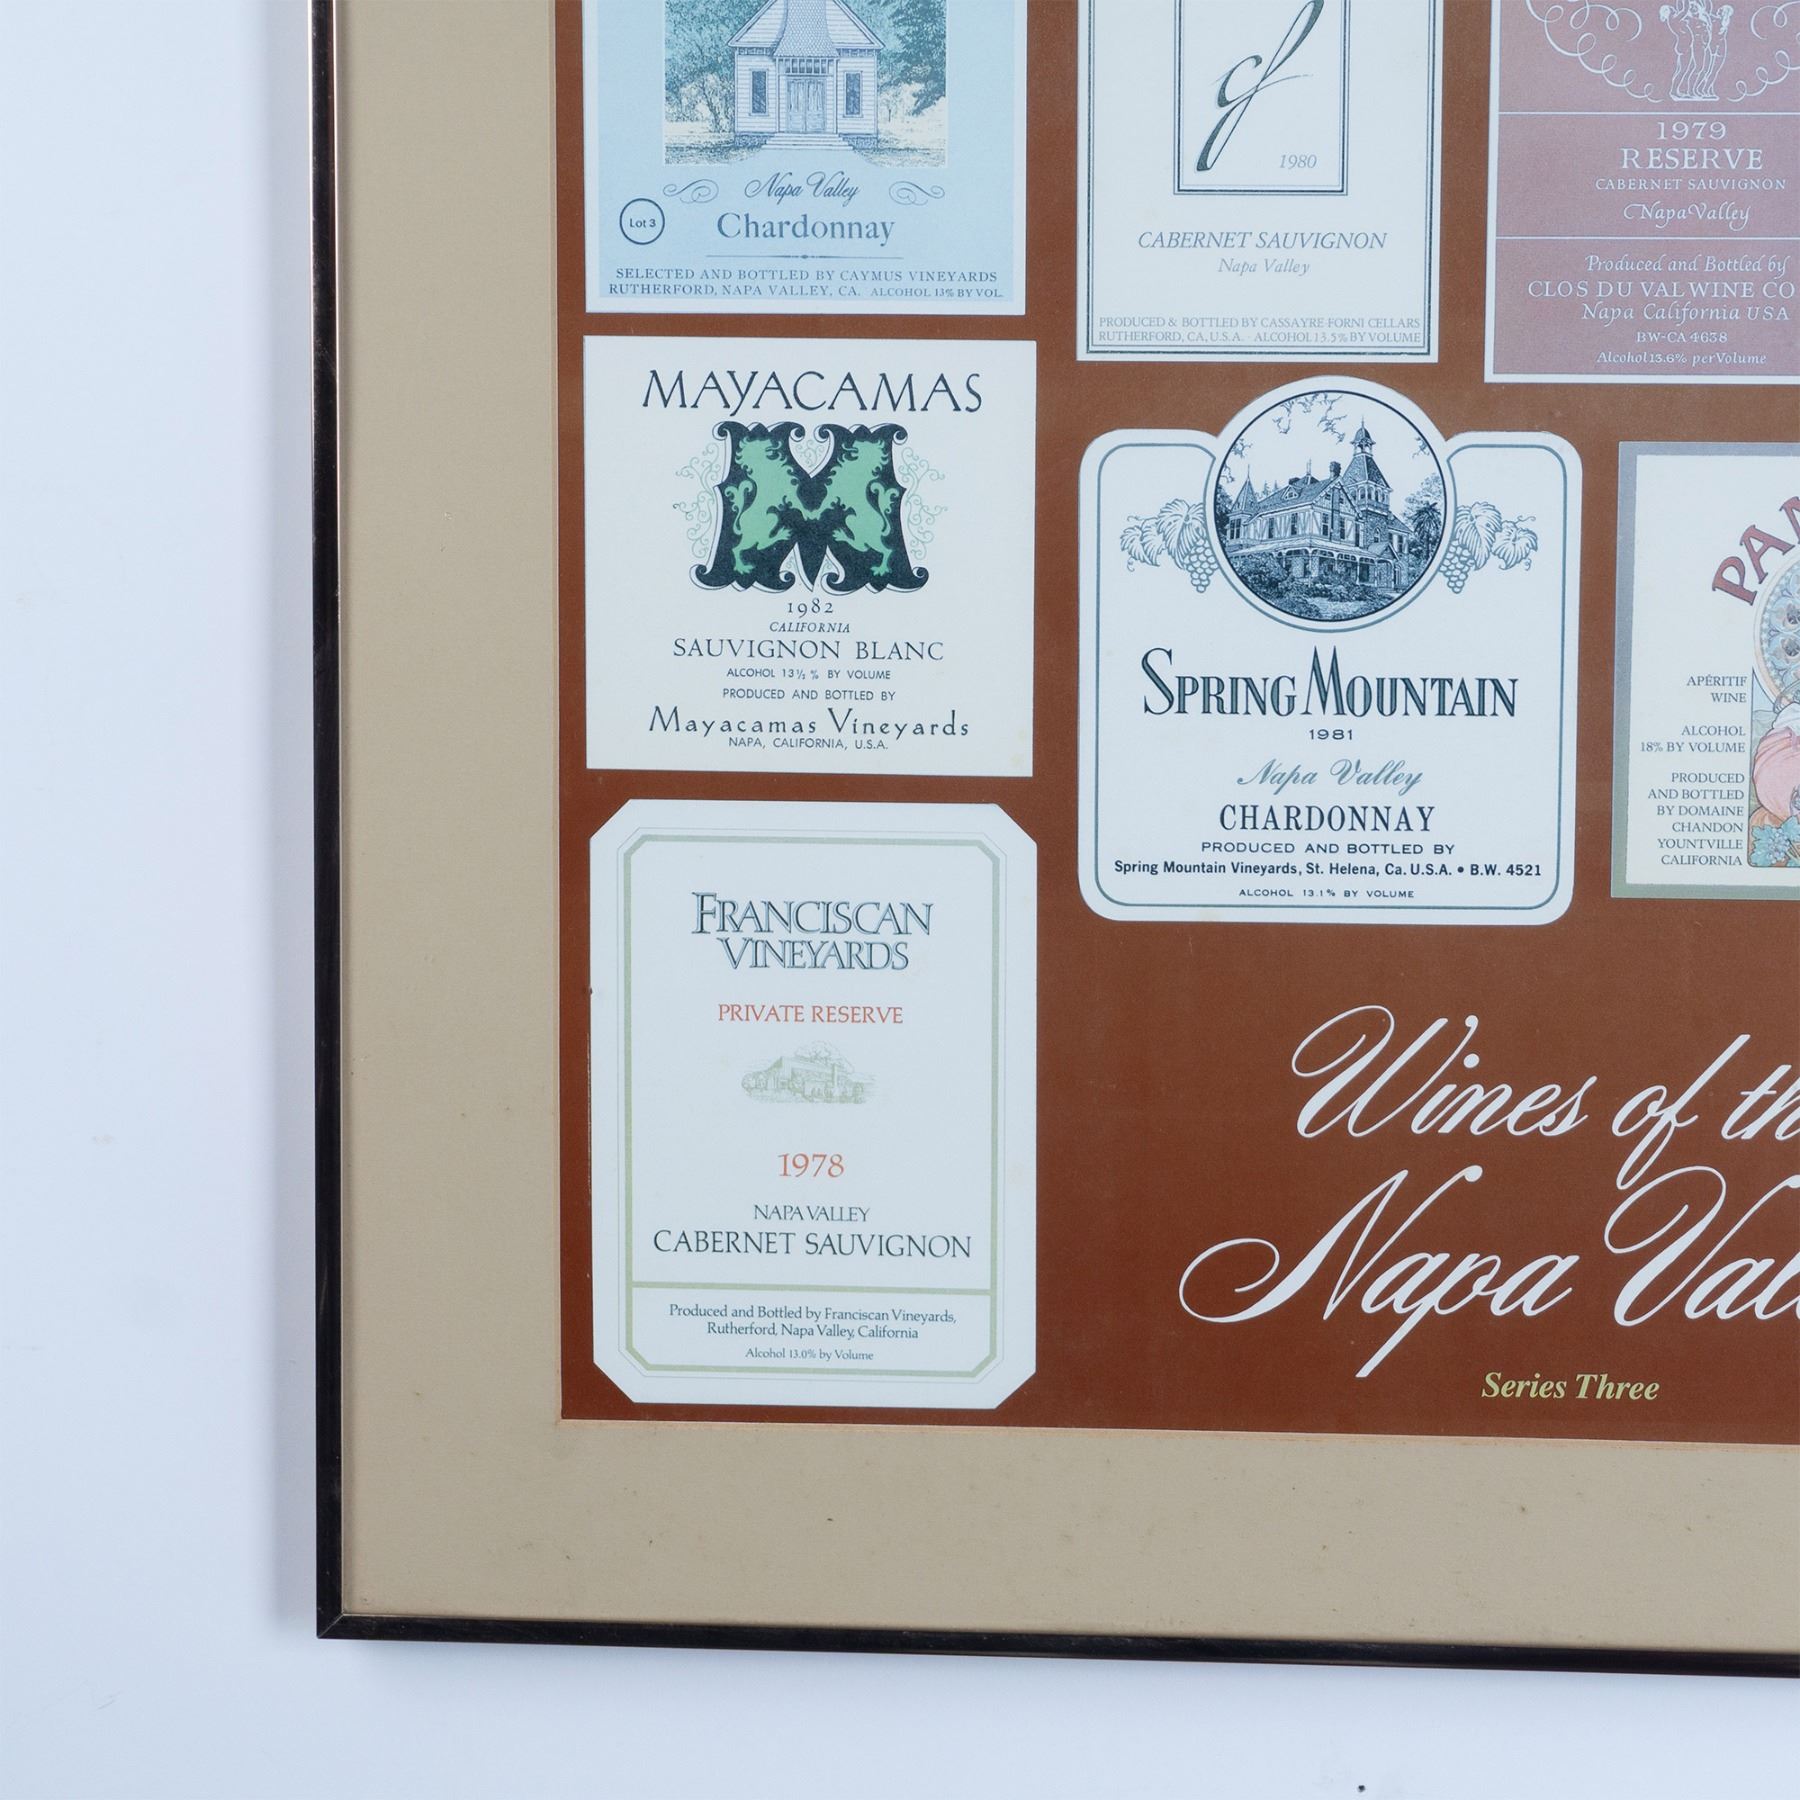 Napa Valley
Lot 3
Chardonnay
SELECTED AND BOTTLED BY CAYMUS VINEYARDS
RUTHERFORD, NAPA VALLEY, CA. ALCOHOL 13% BY VOL.
cf
1980
CABERNET SAUVIGNON
Napa Valley
PRODUCED & BOTTLED BY CASSAYRE-FORNI CELLARS
RUTHERFORD, CA, U.S.A. · ALCOHOL 13.5% BY VOLUME
1979
RESERVE
CABERNET SAUVIGNON
Napa Valley
Produced and Bottled by
CLOS DU VAL WINE CO
Napa California USA
BW-CA 4638
Alcohol 13.6% per Volume
MAYACAMAS
M
1982
CALIFORNIA
SAUVIGNON BLANC
ALCOHOL 13½ % BY VOLUME
PRODUCED AND BOTTLED BY
Mayacamas Vineyards
NAPA, CALIFORNIA, U.S.A.
SPRING MOUNTAIN
1981
Napa Valley
CHARDONNAY
PRODUCED AND BOTTLED BY
Spring Mountain Vineyards, St. Helena, Ca. U.S.A. • B.W. 4521
ALCOHOL 13.1% BY VOLUME
PAN
APÉRITIF
WINE
ALCOHOL
18% BY VOLUME
PRODUCED
AND BOTTLED
BY DOMAINE
CHANDON
YOUNTVILLE
CALIFORNIA
FRANCISCAN
VINEYARDS
PRIVATE RESERVE
1978
NAPA VALLEY
CABERNET SAUVIGNON
Produced and Bottled by Franciscan Vineyards,
Rutherford, Napa Valley, California
Alcohol 13.0% by Volume
Wines of th
Napa Val
Series Three